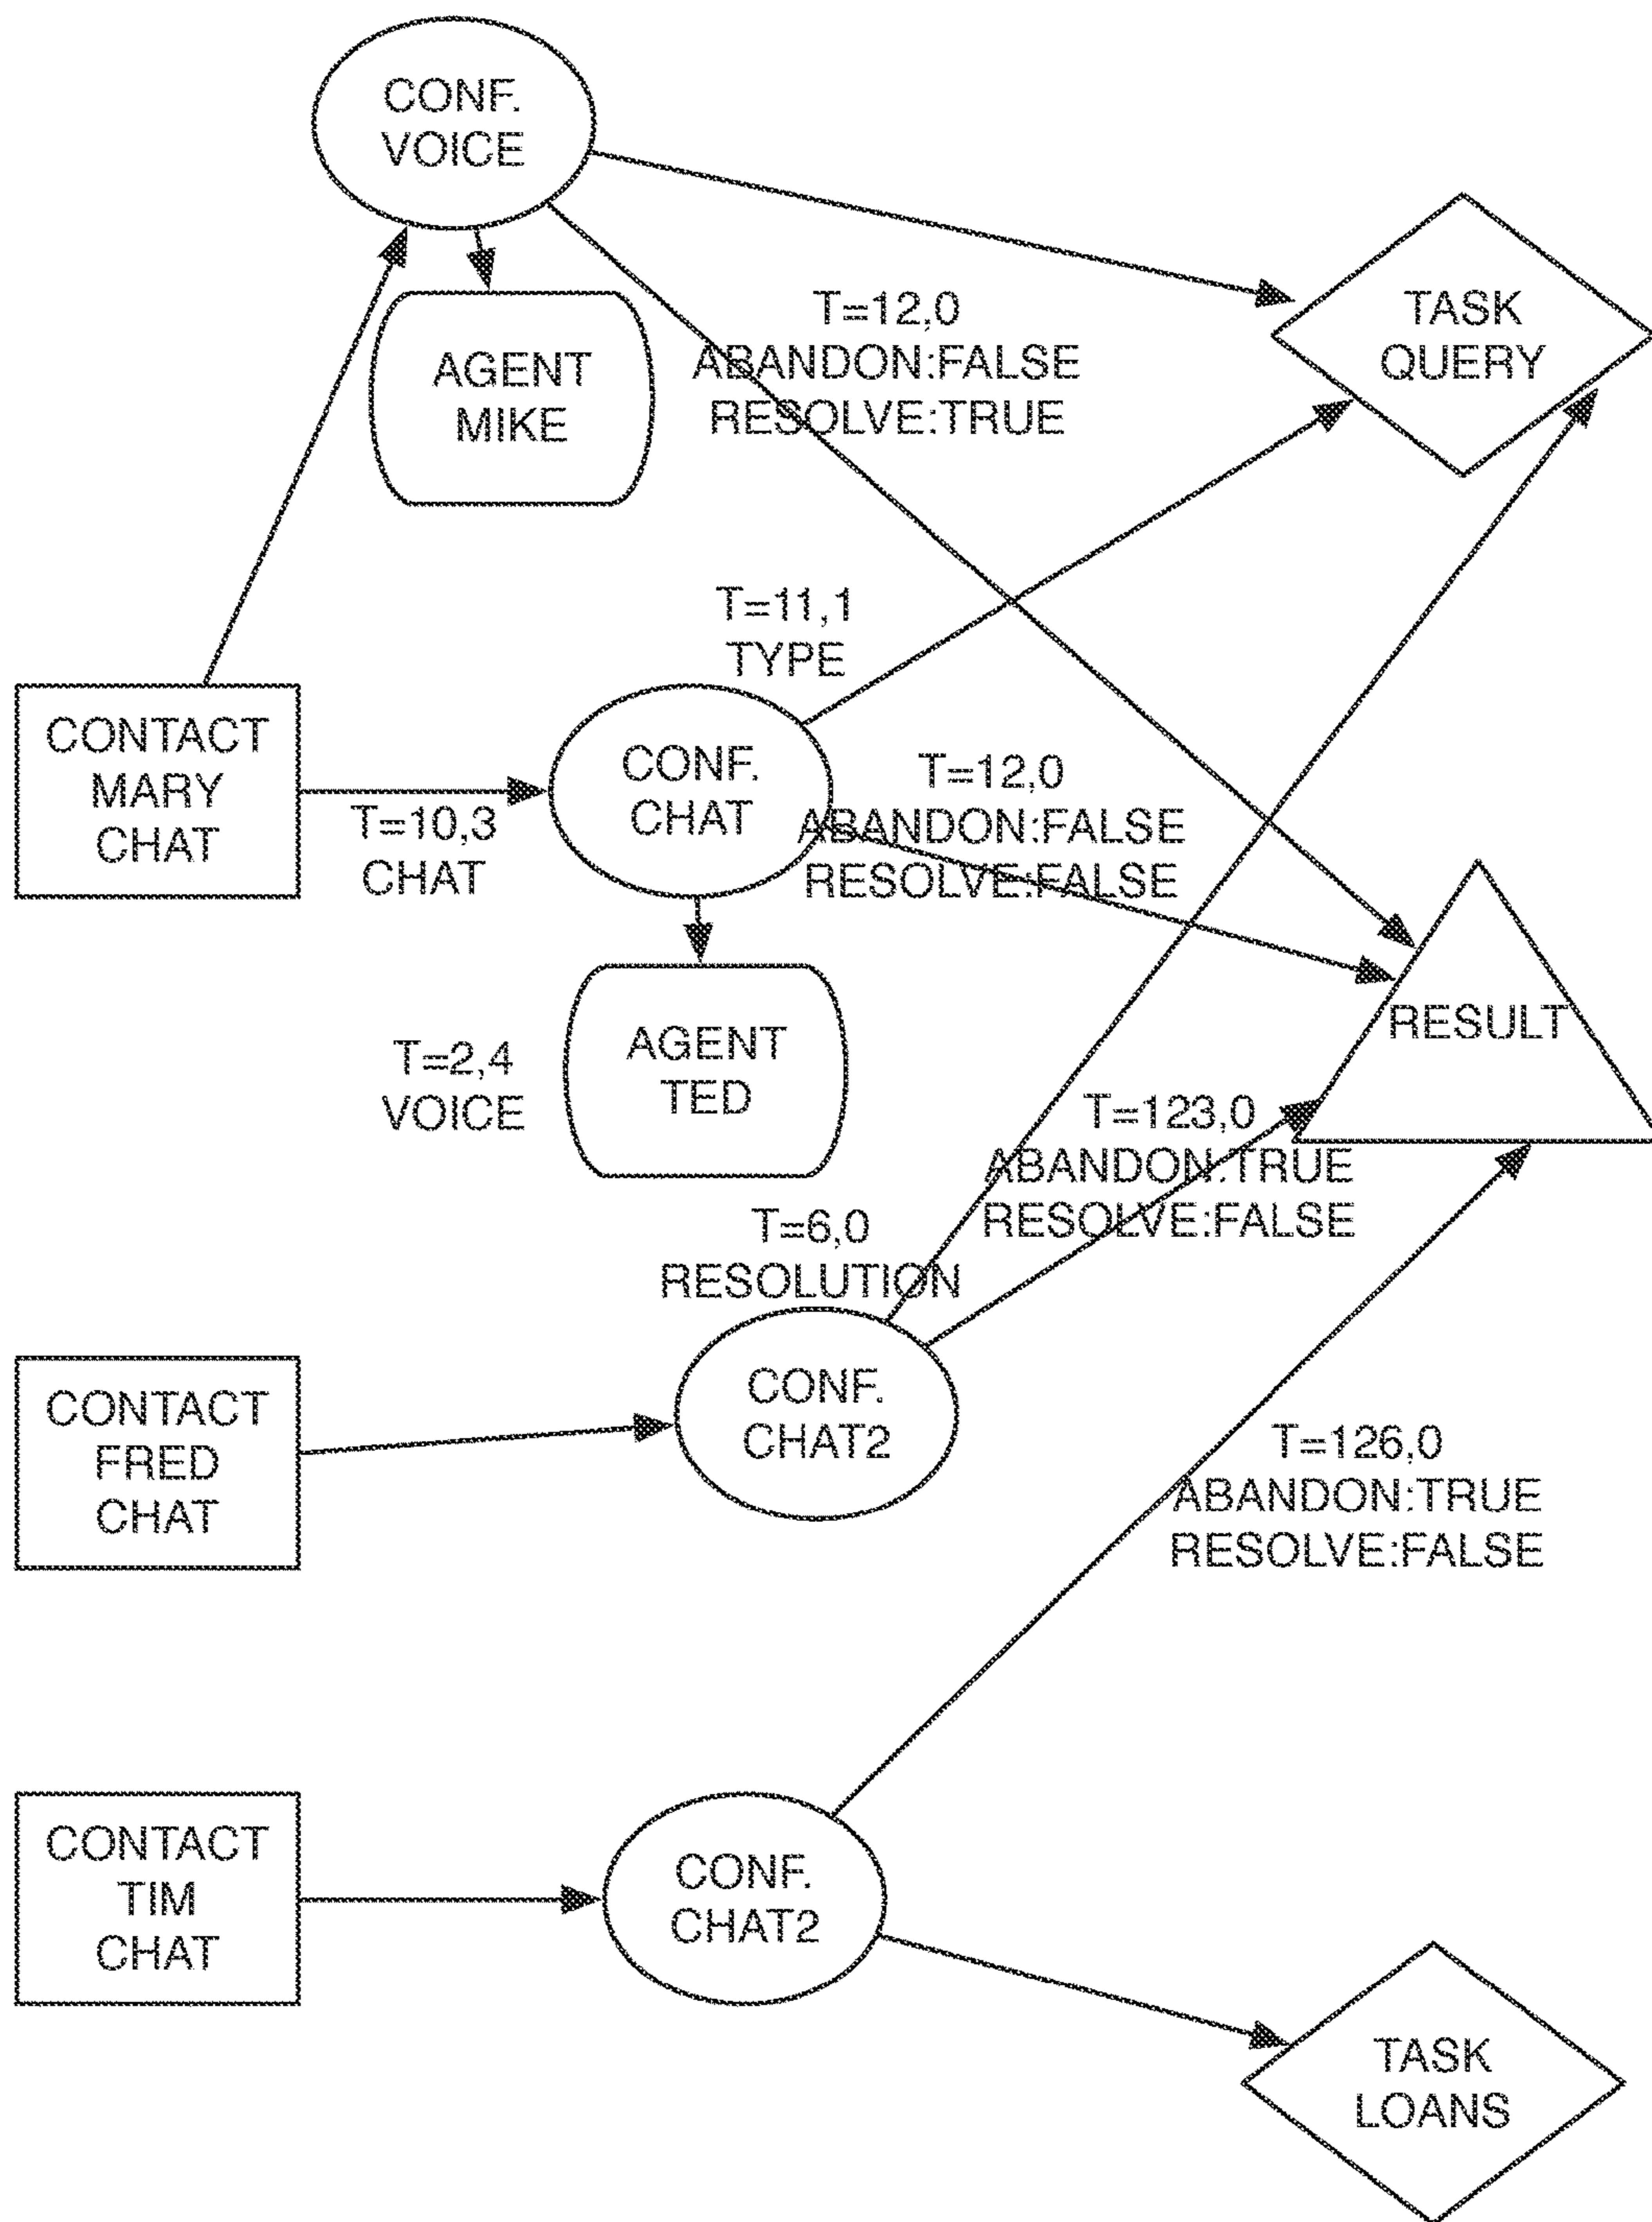 CONF.
VOICE
AGENT
MIKE
T=12,0
ABANDON:FALSE
RESOLVE:TRUE
TASK
QUERY
T=11,1
TYPE
CONTACT
MARY
CHAT
T=10,3
CHAT
CONF.
CHAT
T=12,0
ABANDON:FALSE
RESOLVE:FALSE
RESULT
T=2,4
VOICE
AGENT
TED
T=123,0
ABANDON:TRUE
RESOLVE:FALSE
T=6,0
RESOLUTION
CONTACT
FRED
CHAT
CONF.
CHAT2
T=126,0
ABANDON:TRUE
RESOLVE:FALSE
CONTACT
TIM
CHAT
CONF.
CHAT2
TASK
LOANS